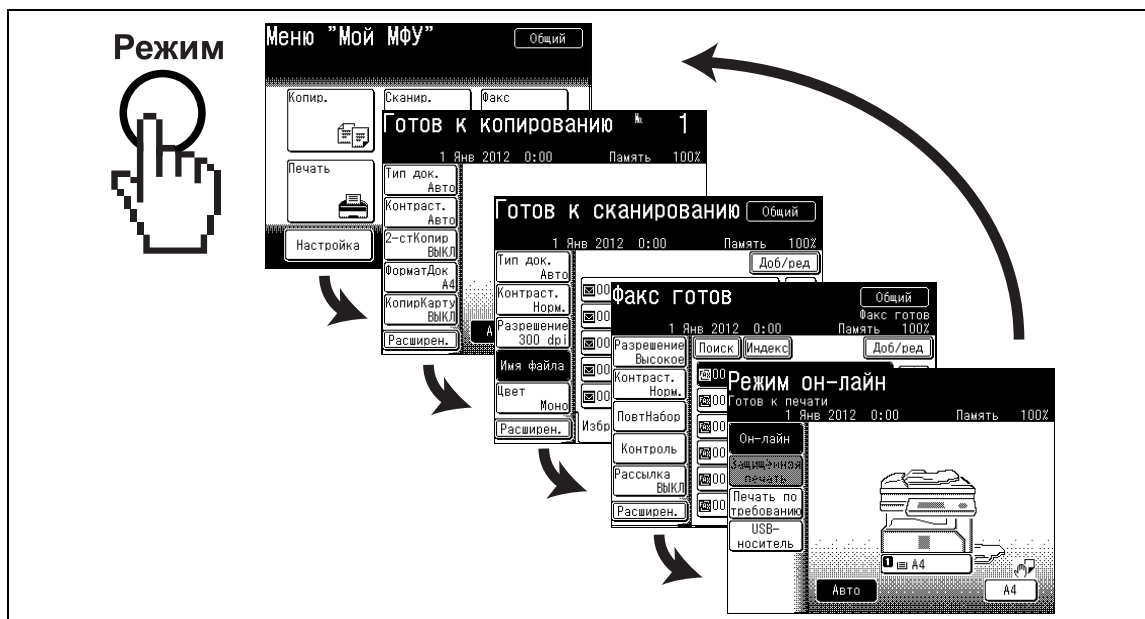 Режим
Меню "Мой МФУ"
Общий
Копир.
Сканир.
Факс
Печать
Настройка
Готов к копированию № 1
1 Янв 2012 0:00 Память 100%
Тип док.
Авто
Контраст.
Авто
2-стКопир
ВЫКЛ
ФорматДок
A4
КопирКарту
ВЫКЛ
Расширен.
Готов к сканированию
Общий
1 Янв 2012 0:00 Память 100%
Тип док.
Авто
Доб/ред
Контраст.
Норм.
Разрешение
300 dpi
Имя файла
Цвет
Моно
Расширен.
Факс готов
Общий
Факс готов
1 Янв 2012 0:00 Память 100%
Разрешение
Высокое
Поиск
Индекс
Доб/ред
Контраст.
Норм.
ПовтНабор
Контроль
Рассылка
ВЫКЛ
Расширен.
Режим он-лайн
Готов к печати
1 Янв 2012 0:00 Память 100%
Он-лайн
Защищённая
печать
Печать по
требованию
USB-
носитель
1 A4
Авто
A4